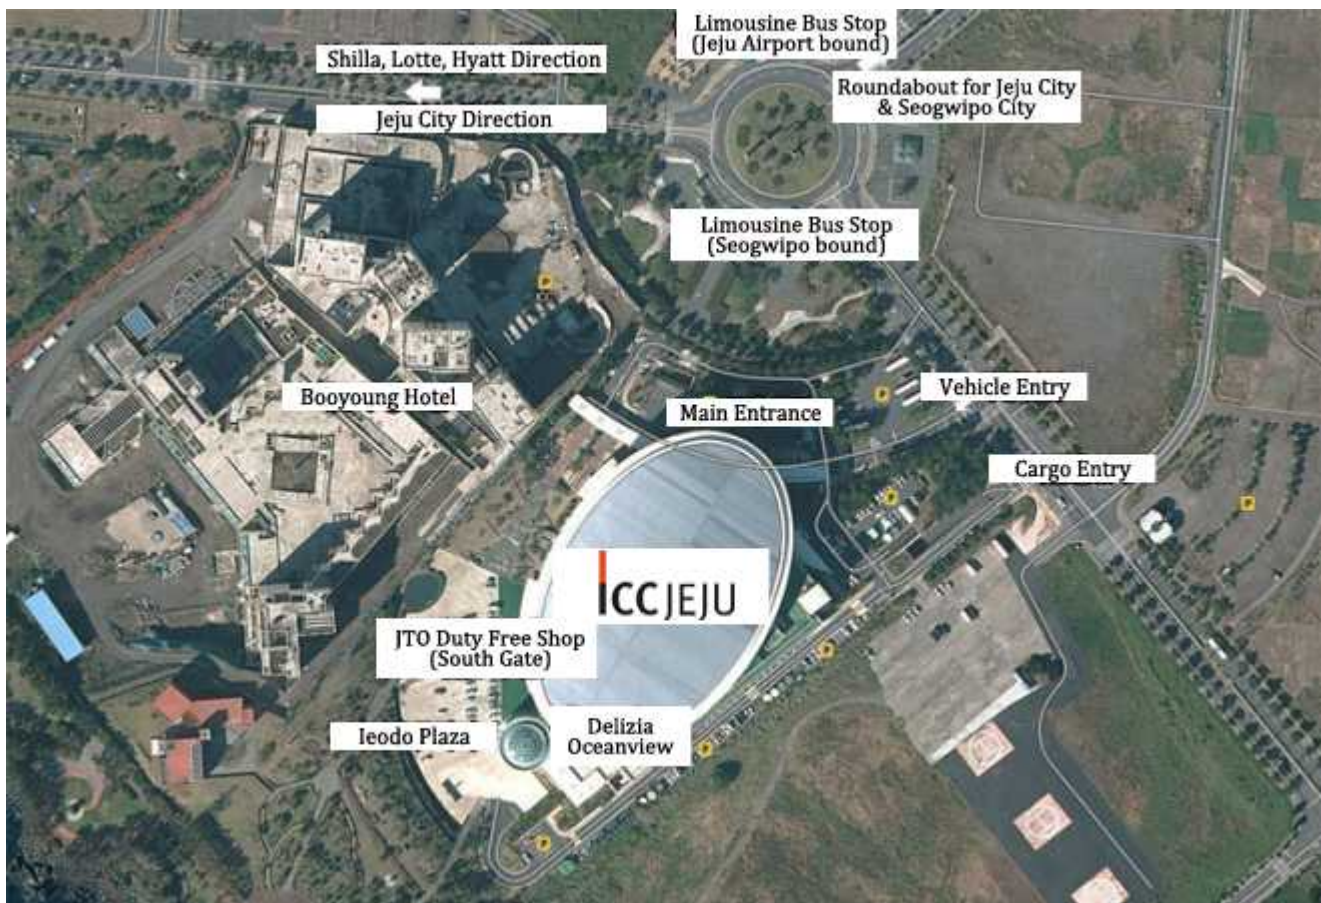 Limousine Bus Stop
(Jeju Airport bound)
Shilla, Lotte, Hyatt Direction
Roundabout for Jeju City
& Seogwipo City
Jeju City Direction
Limousine Bus Stop
(Seogwipo bound)
P
Booyoung Hotel
Main Entrance
P
Vehicle Entry
Cargo Entry
P
P
ICC JEJU
JTO Duty Free Shop
(South Gate)
P
Ieodo Plaza
Delizia
Oceanview
P
P